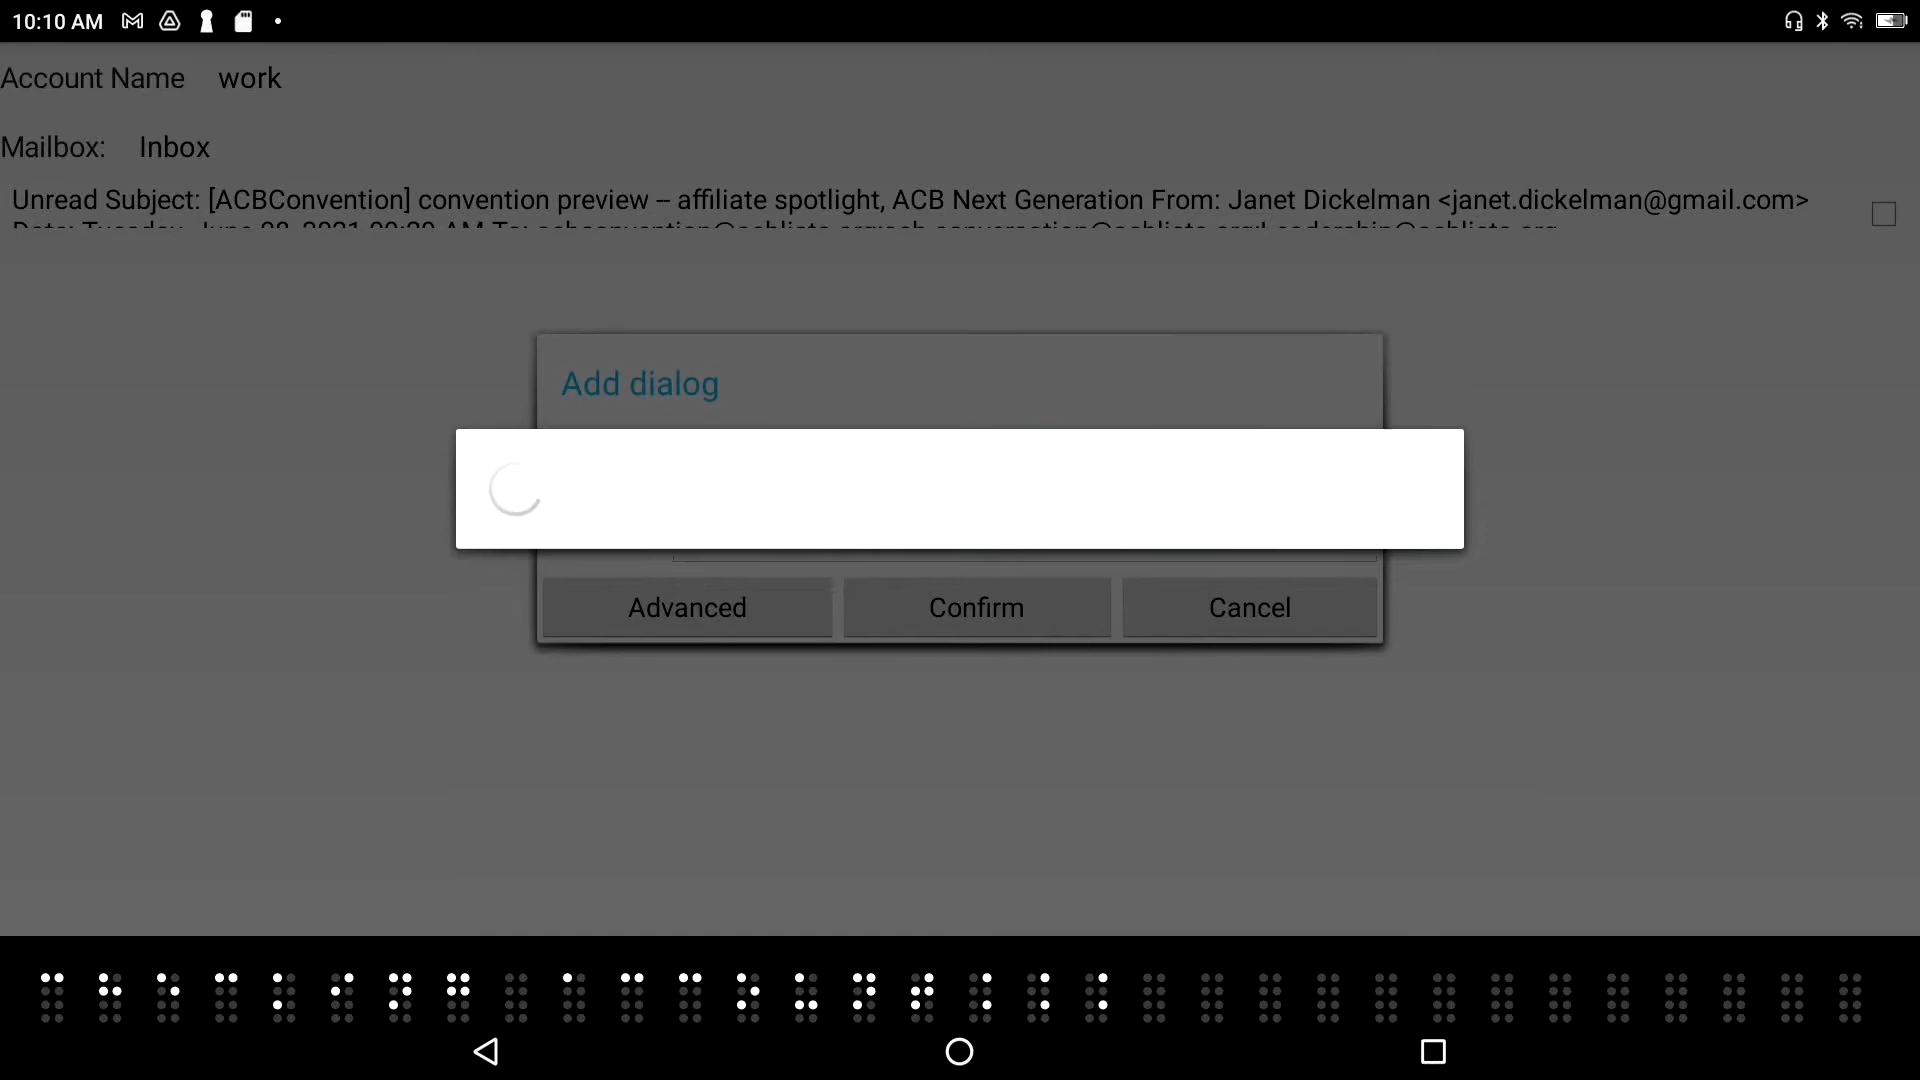 10:10 AM
Account Name work
Mailbox: Inbox
Unread Subject: [ACBConvention] convention preview -- affiliate spotlight, ACB Next Generation From: Janet Dickelman <janet.dickelman@gmail.com>
Add dialog
Advanced Confirm Cancel